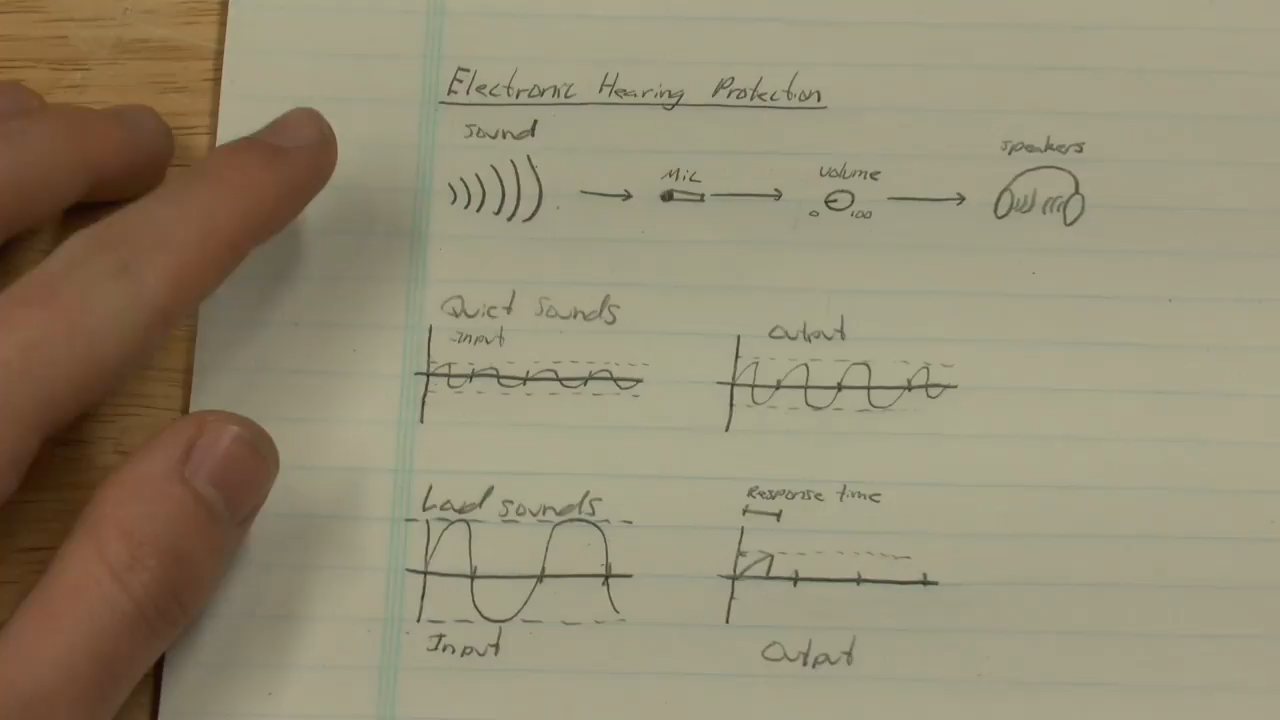 Electronic Hearing Protection
Sound
Mic
volume
speakers
0
100
Quiet Sounds
Input
Output
Loud sounds
Response time
Input
Output